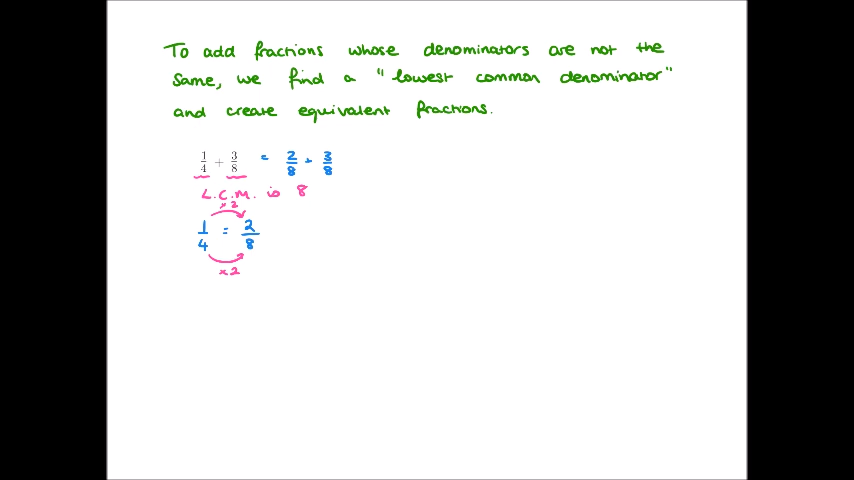 To add fractions whose denominators are not the
same, we find a "lowest common denominator"
and create equivalent fractions.
1/4 + 3/8 = 2/8 + 3/8
L.C.M. is 8
×2
1/4 = 2/8
×2